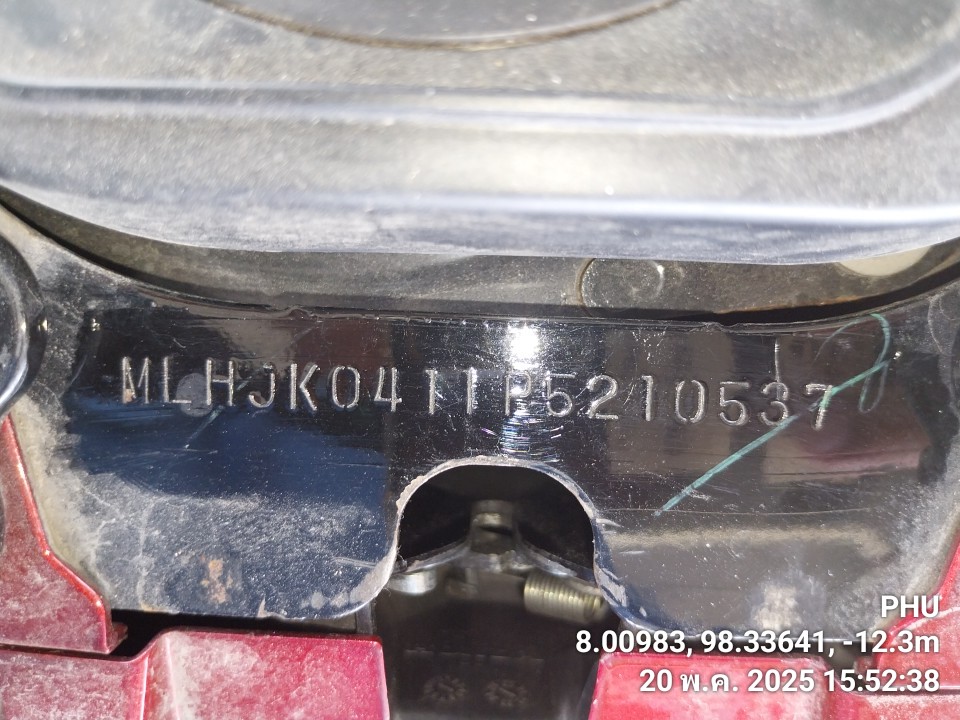 MLHJK0411P5210537
PHU
8.00983, 98.33641, -12.3m
20 พ.ค. 2025 15:52:38